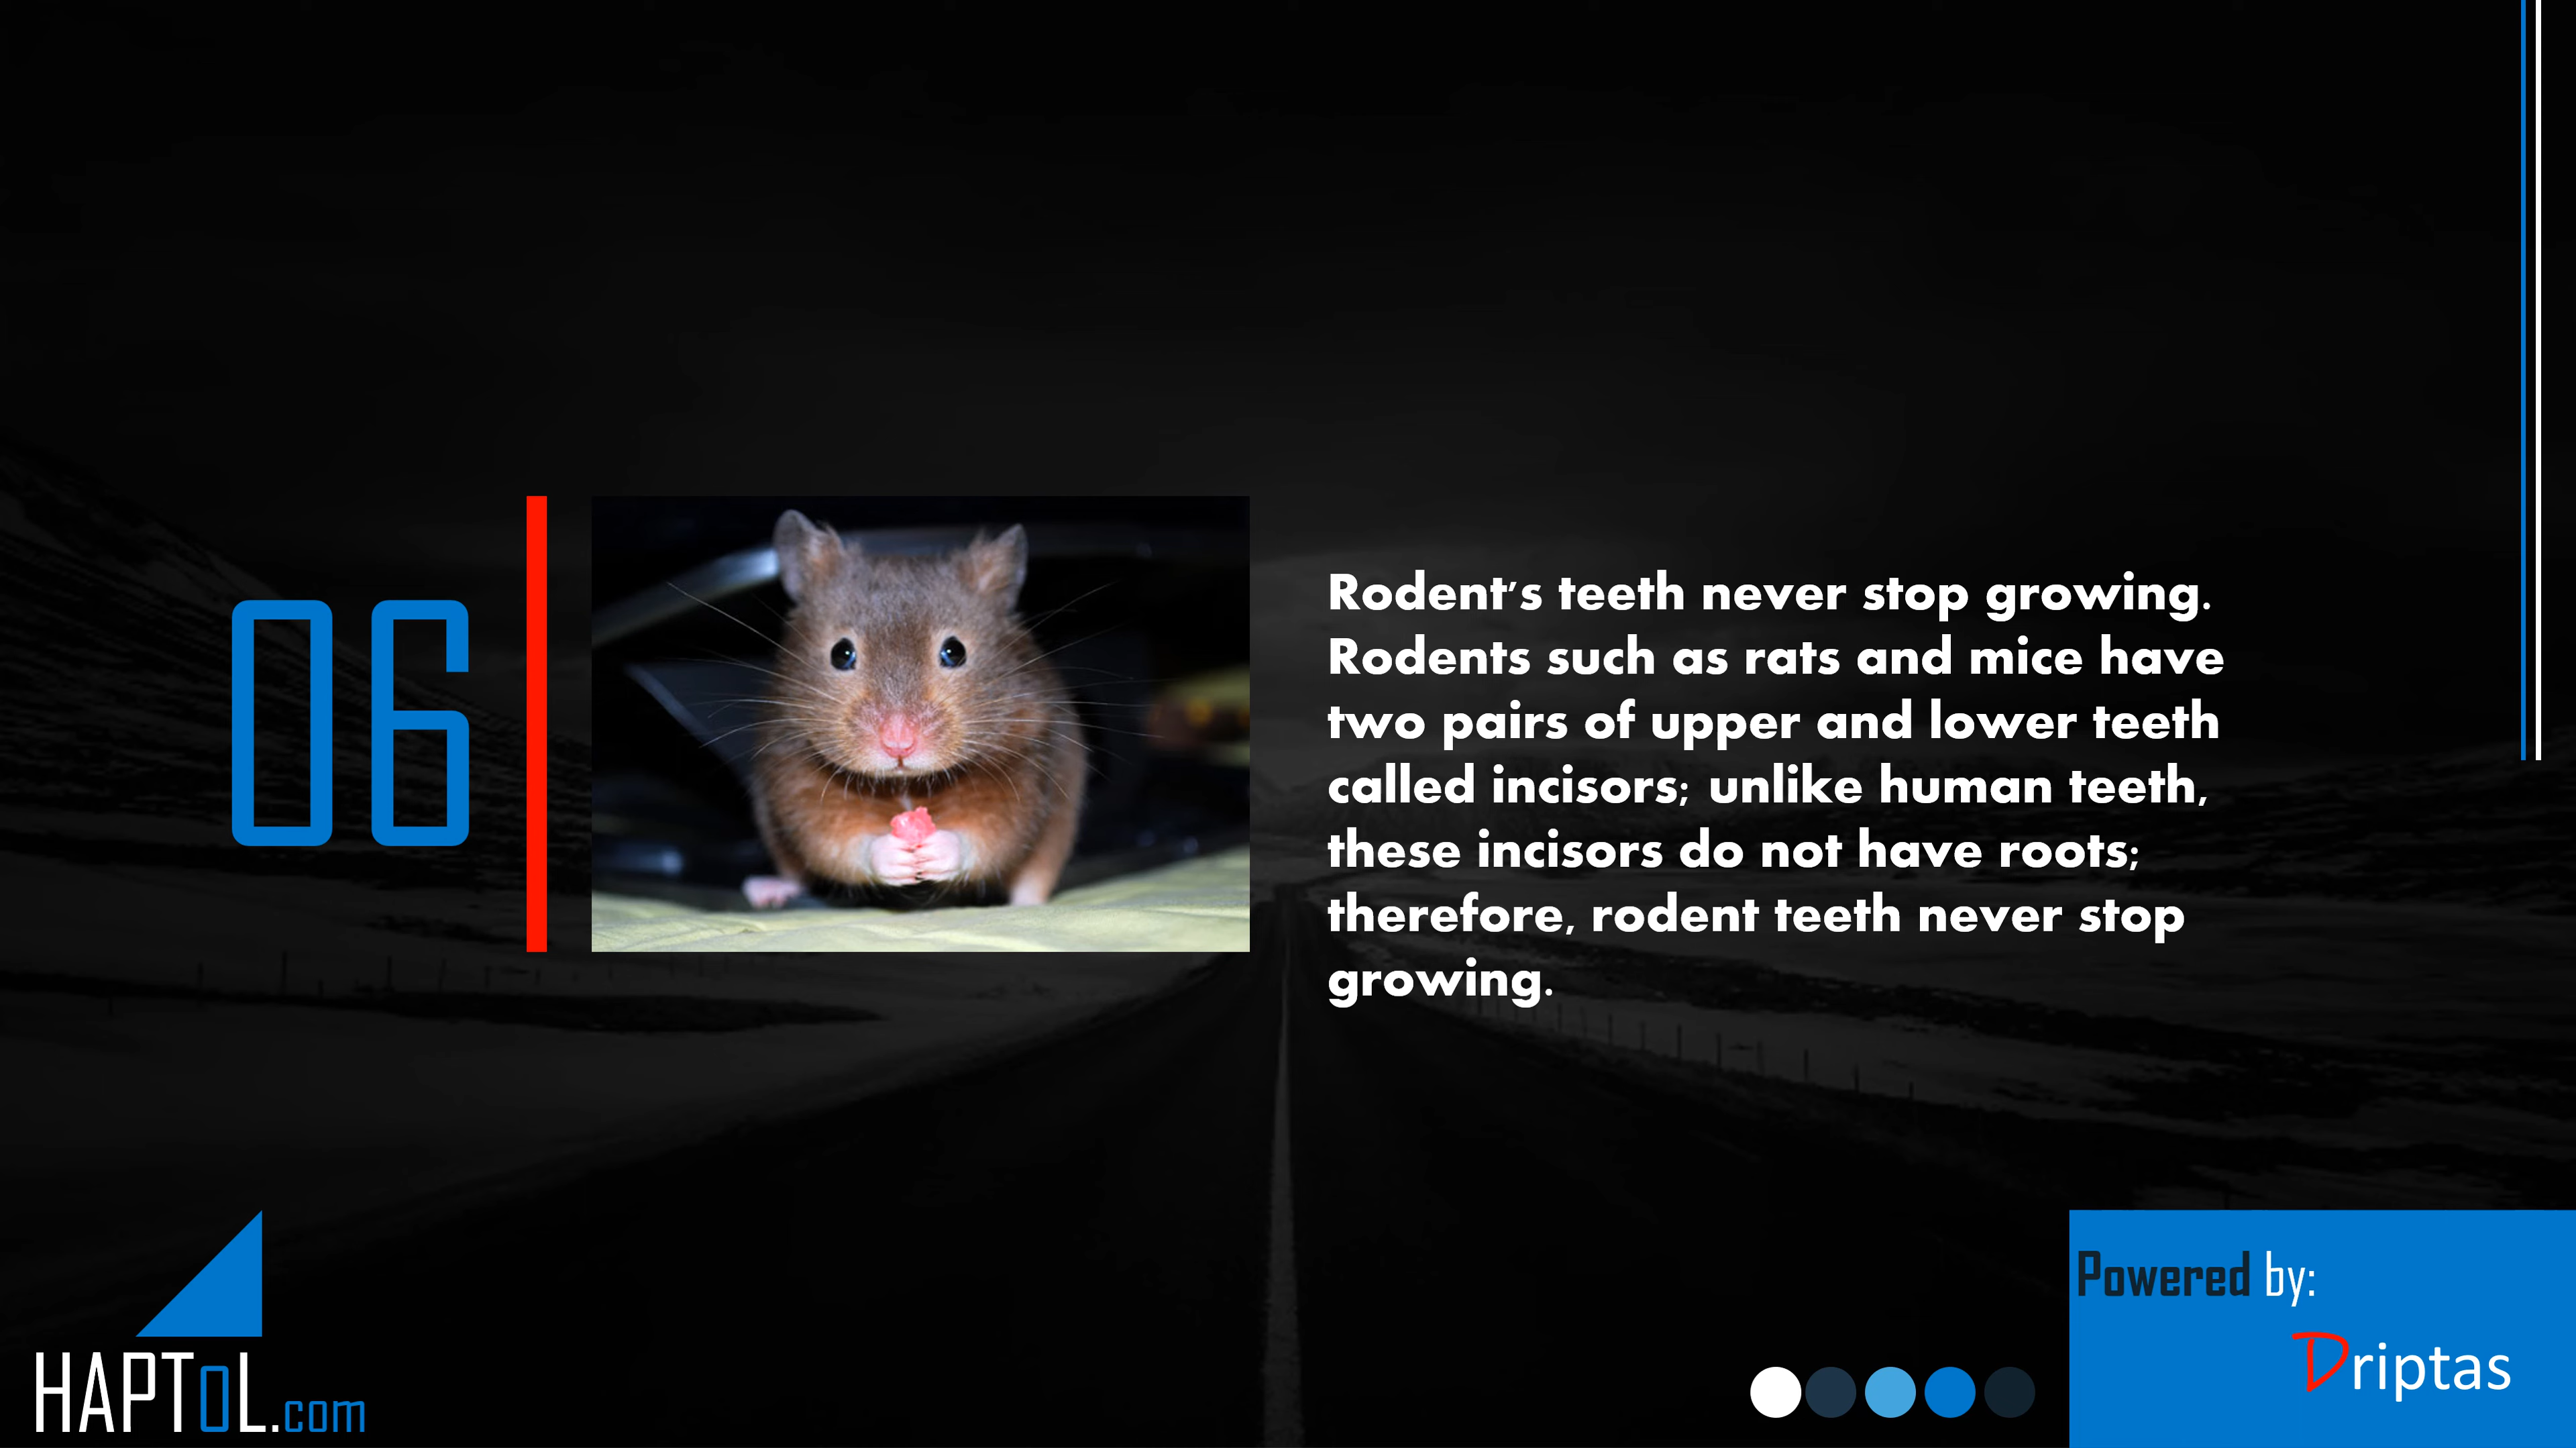 06
Rodent's teeth never stop growing.
Rodents such as rats and mice have
two pairs of upper and lower teeth
called incisors; unlike human teeth,
these incisors do not have roots;
therefore, rodent teeth never stop
growing.
HAPToL.com
Powered by:
Driptas